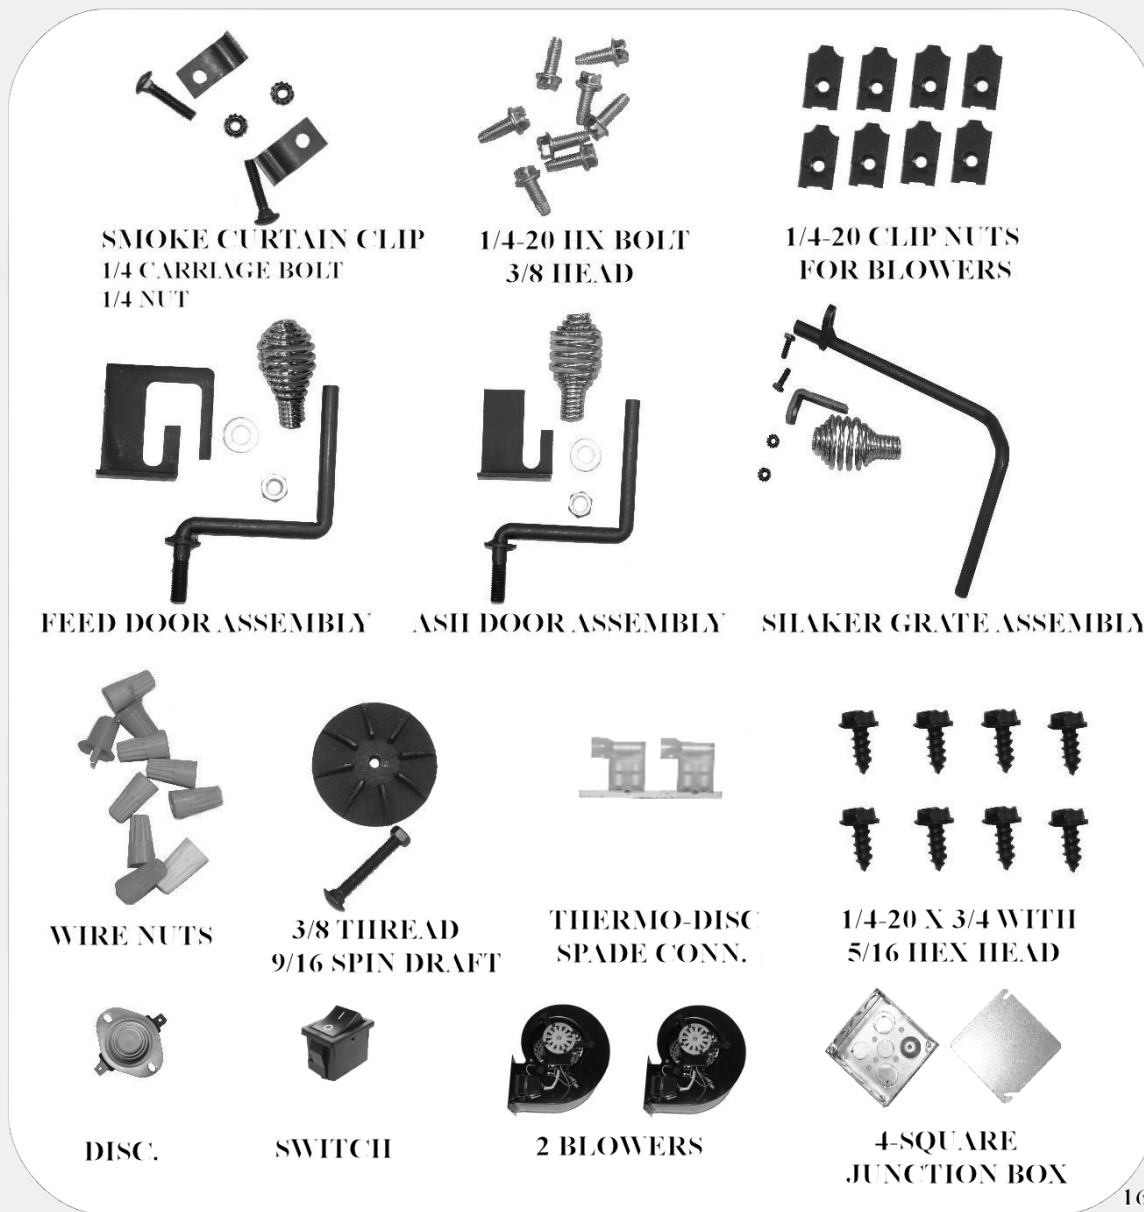 SMOKE CURTAIN CLIP
1/4 CARRIAGE BOLT
1/4 NUT
1/4-20 HX BOLT
3/8 HEAD
1/4-20 CLIP NUTS
FOR BLOWERS
FEED DOOR ASSEMBLY
ASH DOOR ASSEMBLY
SHAKER GRATE ASSEMBLY
WIRE NUTS
3/8 THREAD
9/16 SPIN DRAFT
THERMO-DISC
SPADE CONN.
1/4-20 X 3/4 WITH
5/16 HEX HEAD
DISC.
SWITCH
2 BLOWERS
4-SQUARE
JUNCTION BOX